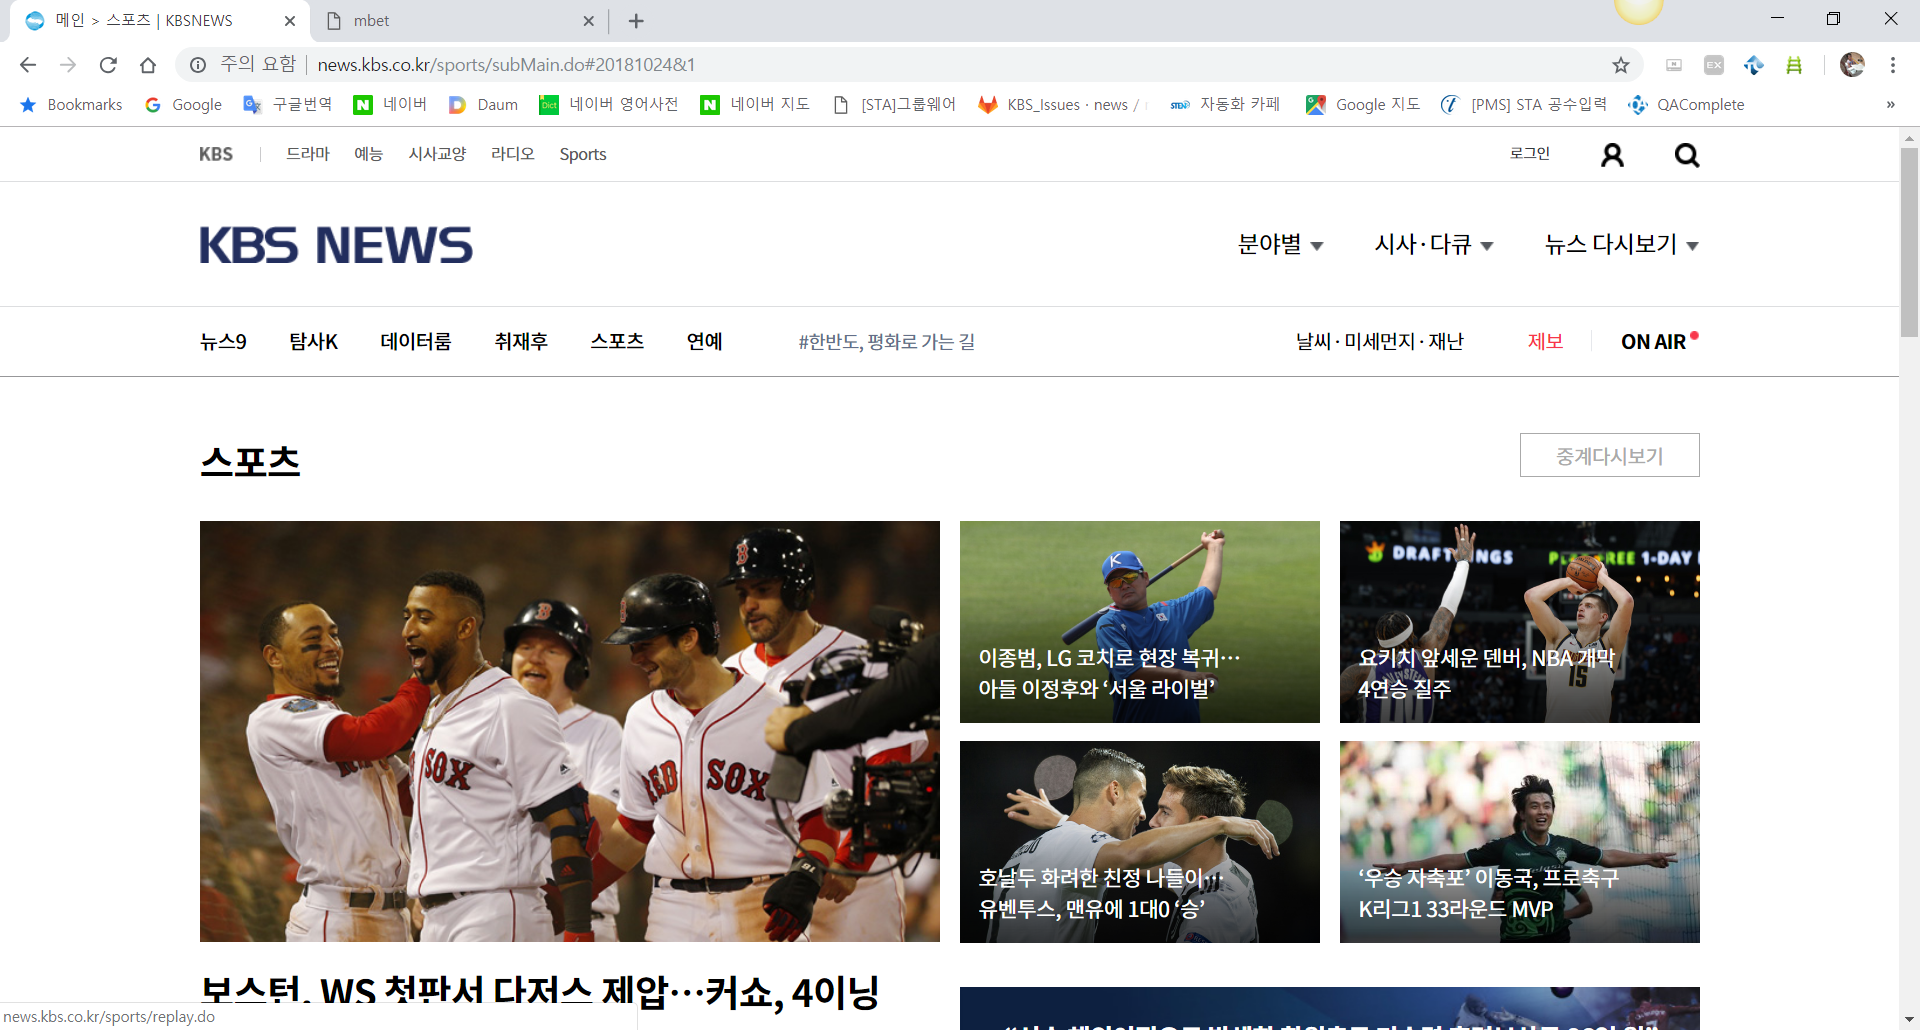 메인 > 스포츠 | KBSNEWS
mbet
주의 요함
news.kbs.co.kr/sports/subMain.do#20181024&1
EX
Bookmarks
Google
구글번역
네이버
Daum
Dict
네이버 영어사전
네이버 지도
[STA]그룹웨어
KBS_Issues · news /
STEN
자동화 카페
Google 지도
[PMS] STA 공수입력
QAComplete
»
KBS
드라마
예능
시사교양
라디오
Sports
로그인
KBS NEWS
분야별
시사·다큐
뉴스 다시보기
뉴스9
탐사K
데이터룸
취재후
스포츠
연예
#한반도, 평화로 가는 길
날씨·미세먼지·재난
제보
ON AIR
스포츠
중계다시보기
B
SOX
RED SOX
K
이종범, LG 코치로 현장 복귀…
아들 이정후와 ‘서울 라이벌’
DRAFT NGS
FREE 1-DAY
15
요키치 앞세운 덴버, NBA 개막
4연승 질주
호날두 화려한 친정 나들이…
유벤투스, 맨유에 1대0 ‘승’
‘우승 자축포’ 이동국, 프로축구
K리그1 33라운드 MVP
보스턴, WS 첫판서 다저스 제압…커쇼, 4이닝
news.kbs.co.kr/sports/replay.do